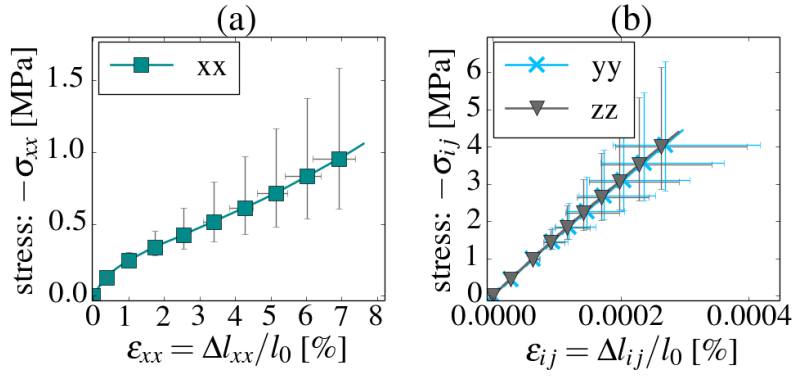 (a)
xx
stress: −σxx [MPa]
1.5
1.0
0.5
0.0
0 1 2 3 4 5 6 7 8
εxx = Δlxx/l0 [%]
(b)
yy
zz
stress: −σij [MPa]
6
5
4
3
2
1
0
0.0000 0.0002 0.0004
εij = Δlij/l0 [%]